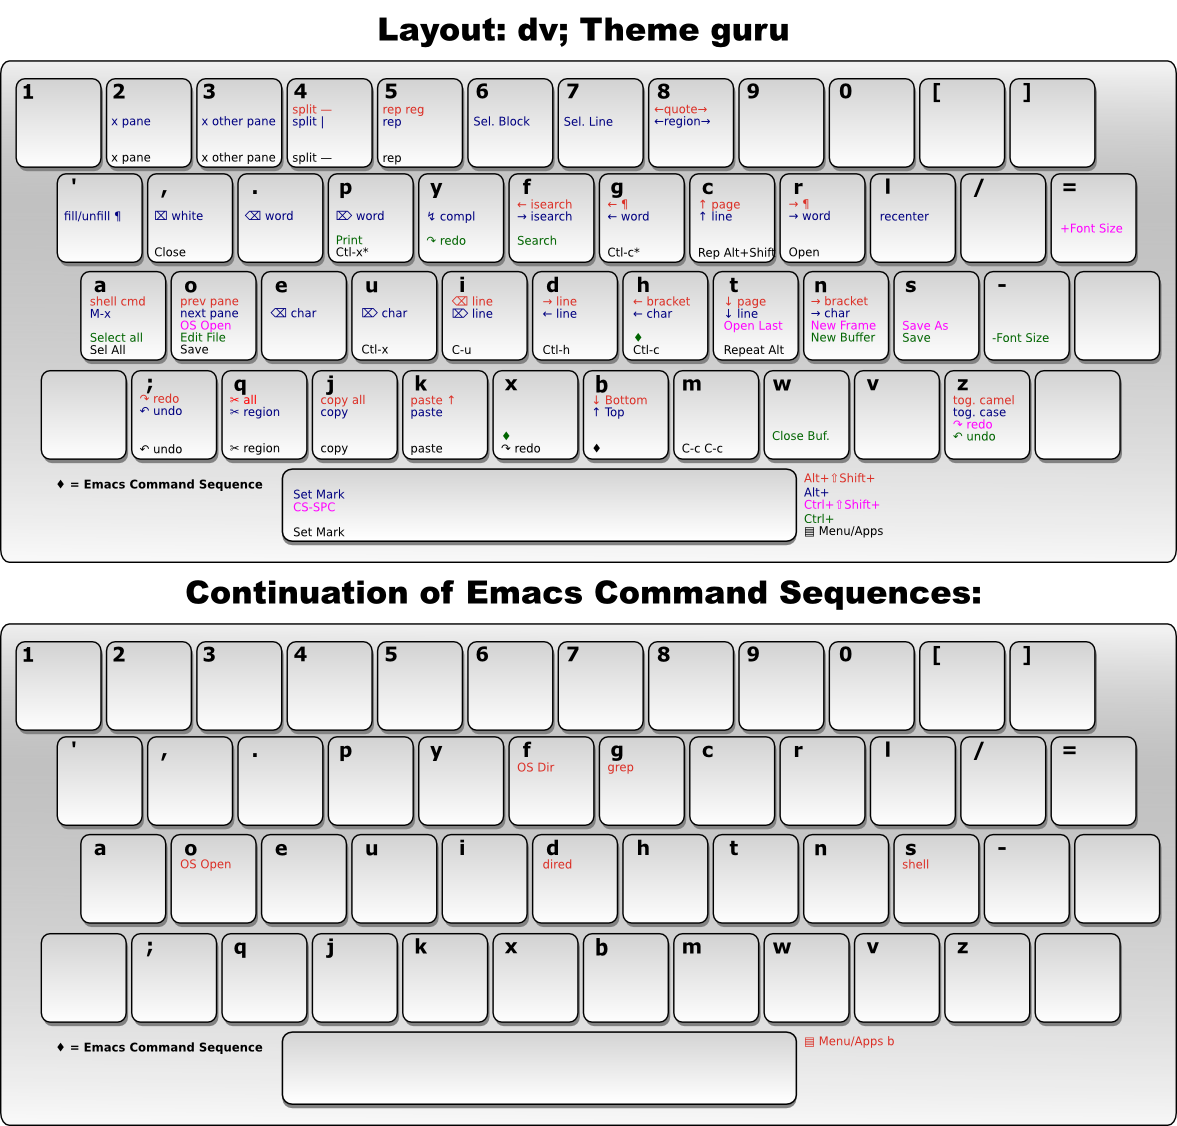 Layout: dv; Theme guru
1 2 3 4 5 6 7 8 9 0 [ ]
split — rep reg ←quote→
x pane x other pane split | rep Sel. Block Sel. Line ←region→
x pane x other pane split — rep
' , . p y f g c r l / =
← isearch ← ¶ ↑ page → ¶
fill/unfill ¶ ⌧ white ⌫ word ⌦ word ↯ compl → isearch ← word ↑ line → word recenter
+Font Size
Print ↷ redo Search
Close Ctl-x* Ctl-c* Rep Alt+Shift Open
a o e u i d h t n s -
shell cmd prev pane ⌫ line → line ← bracket ↓ page → bracket
M-x next pane ⌫ char ⌦ char ⌦ line ← line ← char ↓ line → char
OS Open Open Last New Frame Save As
Select all Edit File ♦ New Buffer Save -Font Size
Sel All Save Ctl-x C-u Ctl-h Ctl-c Repeat Alt
; q j k x b m w v z
↷ redo ✂ all copy all paste ↑ ↓ Bottom tog. camel
↶ undo ✂ region copy paste ↑ Top tog. case
↷ redo
♦ Close Buf. ↶ undo
↶ undo ✂ region copy paste ↷ redo ♦ C-c C-c
♦ = Emacs Command Sequence
Set Mark
CS-SPC
Set Mark
Alt+⇧Shift+
Alt+
Ctrl+⇧Shift+
Ctrl+
▤ Menu/Apps
Continuation of Emacs Command Sequences:
1 2 3 4 5 6 7 8 9 0 [ ]
' , . p y f g c r l / =
OS Dir grep
a o e u i d h t n s -
OS Open dired shell
; q j k x b m w v z
♦ = Emacs Command Sequence
▤ Menu/Apps b